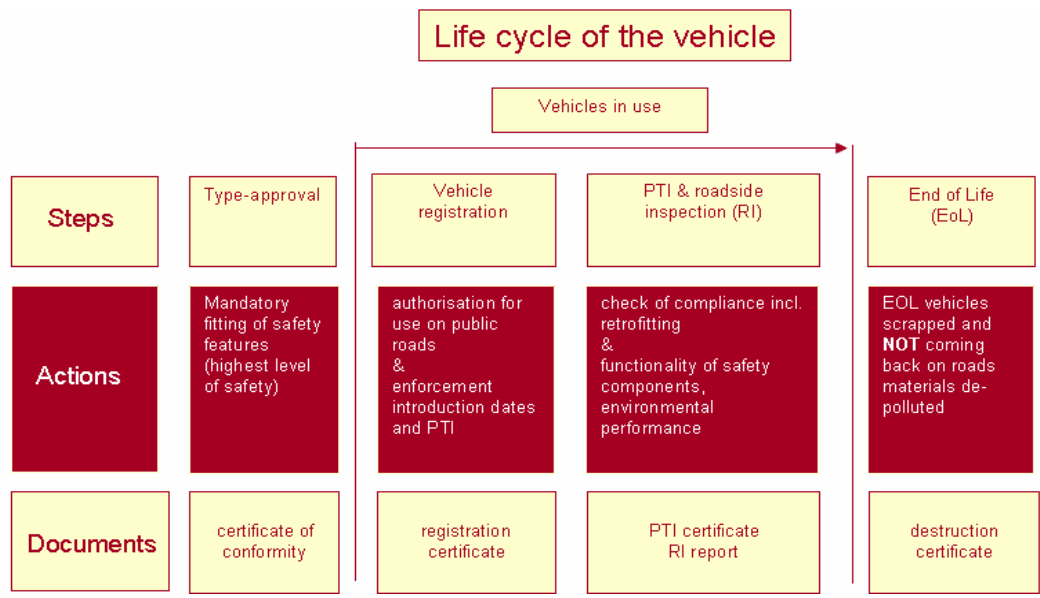 Life cycle of the vehicle
Vehicles in use
Steps
Type-approval
Vehicle
registration
PTI & roadside
inspection (RI)
End of Life
(EoL)
Actions
Mandatory
fitting of safety
features
(highest level
of safety)
authorisation for
use on public
roads
&
enforcement
introduction dates
and PTI
check of compliance incl.
retrofitting
&
functionality of safety
components,
environmental
performance
EOL vehicles
scrapped and
NOT coming
back on roads
materials de-
polluted
Documents
certificate of
conformity
registration
certificate
PTI certificate
RI report
destruction
certificate